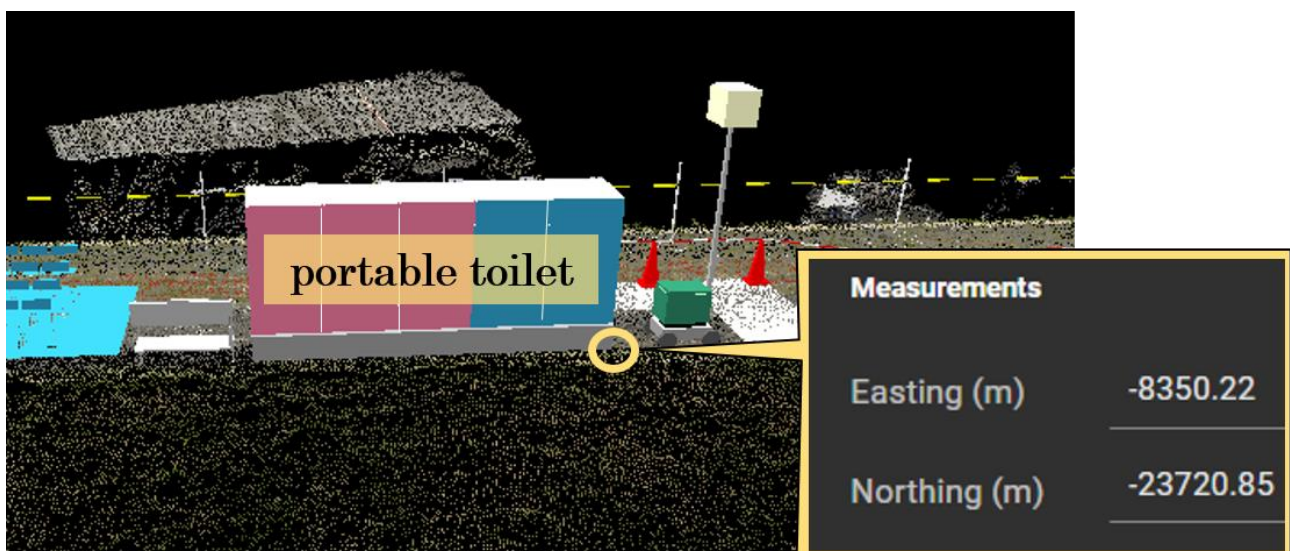 portable toilet
Measurements
Easting (m) -8350.22
Northing (m) -23720.85